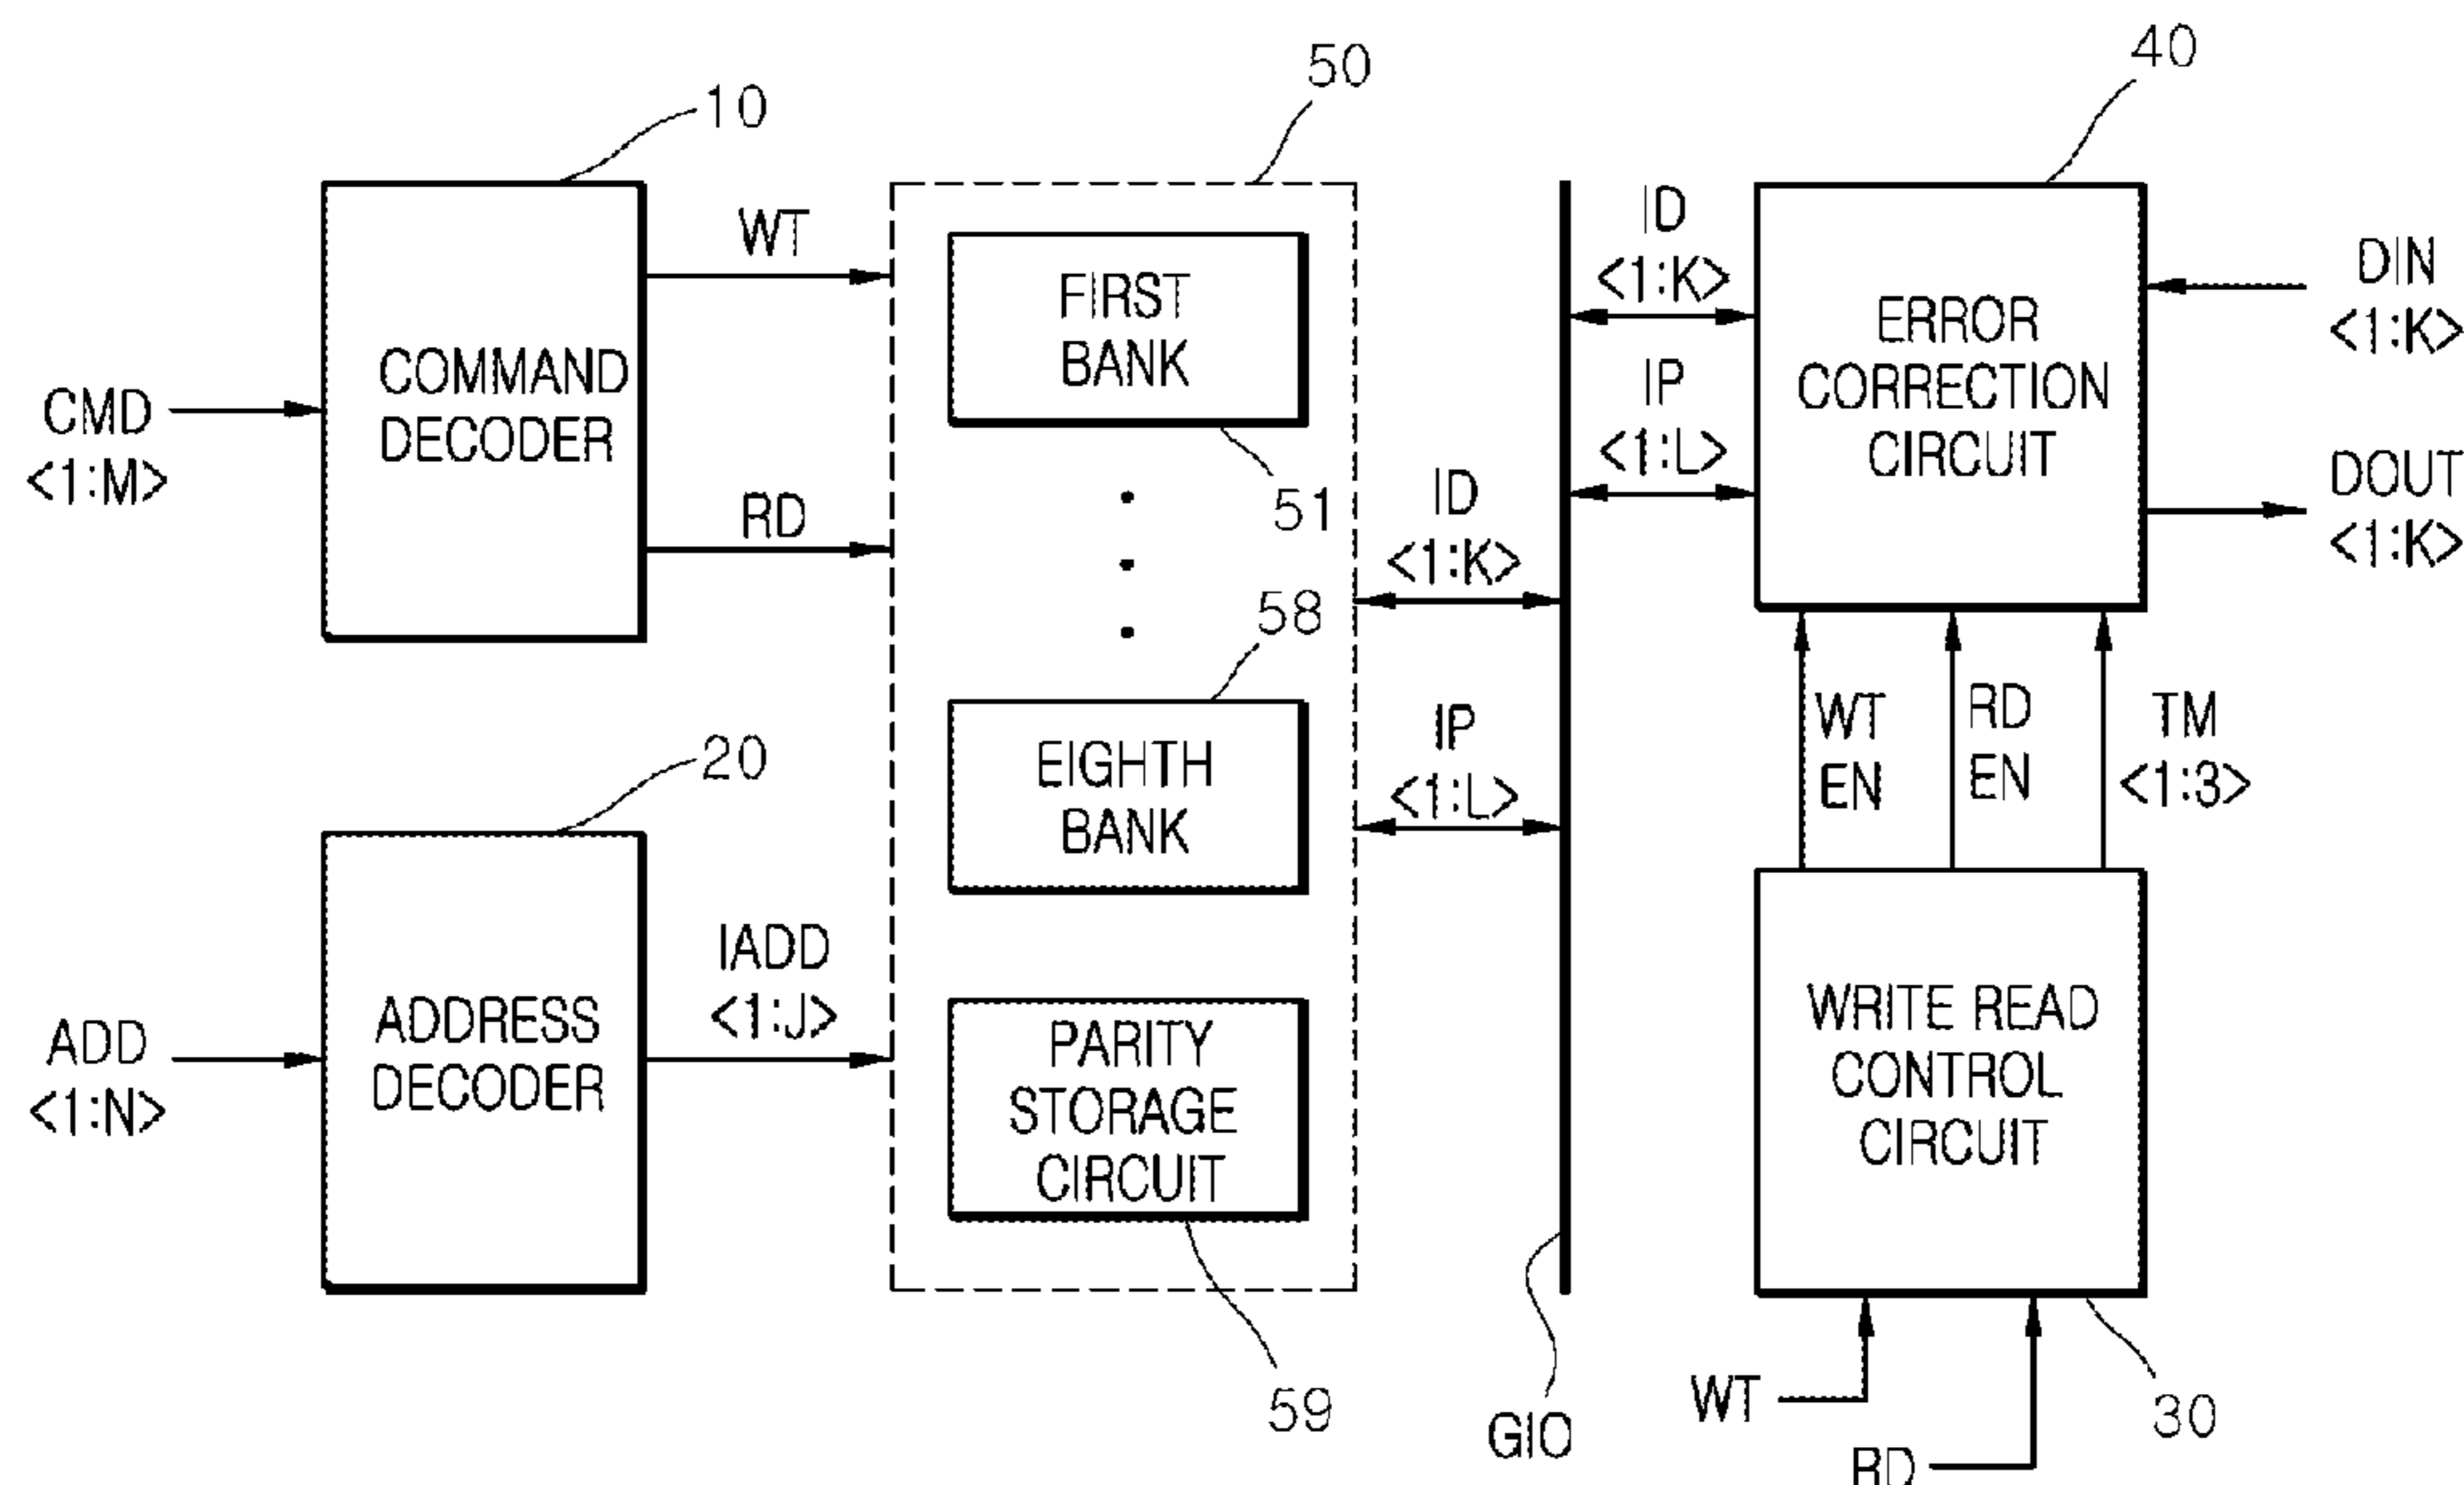 10
50
40
COMMAND
DECODER
CMD
<1:M>
WT
RD
FIRST
BANK
51
58
EIGHTH
BANK
PARITY
STORAGE
CIRCUIT
59
20
ADDRESS
DECODER
ADD
<1:N>
IADD
<1:J>
ID
<1:K>
IP
<1:L>
GIO
ID
<1:K>
IP
<1:L>
ERROR
CORRECTION
CIRCUIT
DIN
<1:K>
DOUT
<1:K>
WT
EN
RD
EN
TM
<1:3>
WRITE READ
CONTROL
CIRCUIT
WT
RD
30